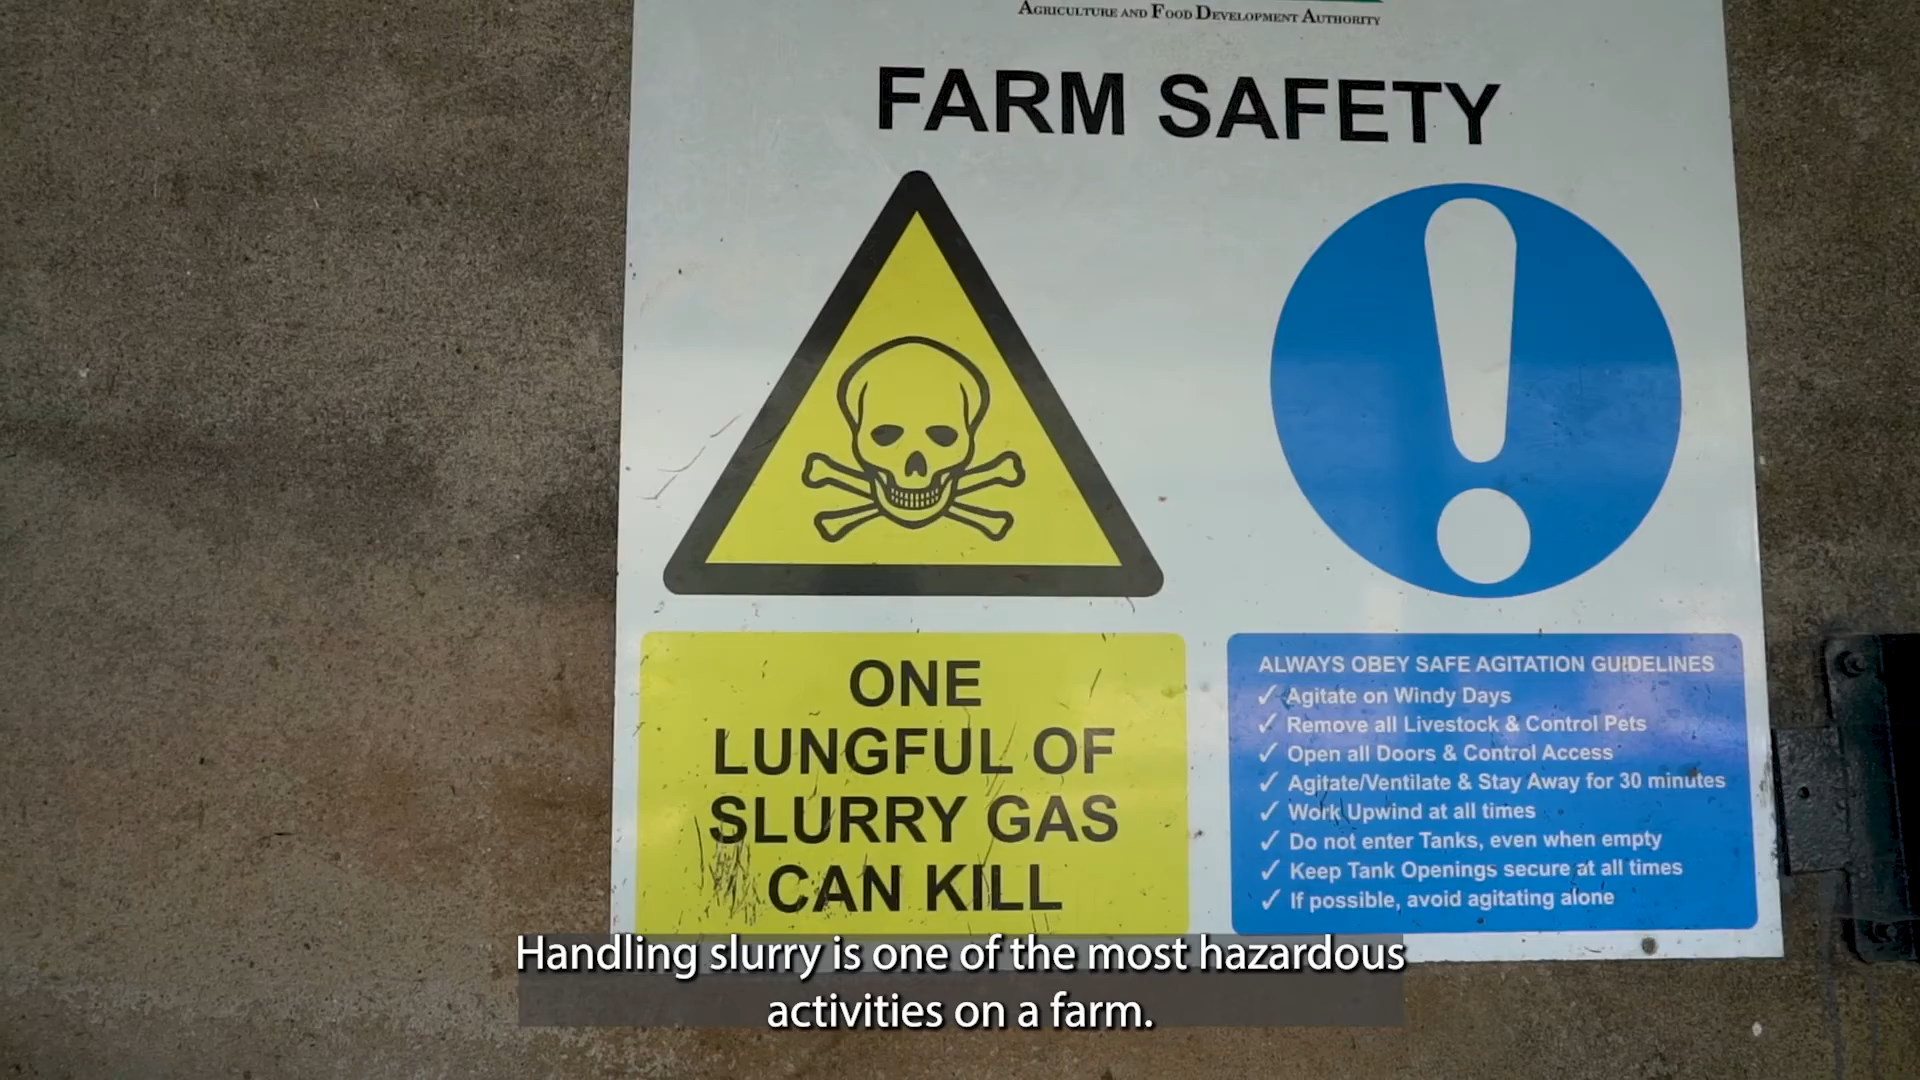 AGRICULTURE AND FOOD DEVELOPMENT AUTHORITY
FARM SAFETY
ONE
LUNGFUL OF
SLURRY GAS
CAN KILL
ALWAYS OBEY SAFE AGITATION GUIDELINES
✓ Agitate on Windy Days
✓ Remove all Livestock & Control Pets
✓ Open all Doors & Control Access
✓ Agitate/Ventilate & Stay Away for 30 minutes
✓ Work Upwind at all times
✓ Do not enter Tanks, even when empty
✓ Keep Tank Openings secure at all times
✓ If possible, avoid agitating alone
Handling slurry is one of the most hazardous
activities on a farm.